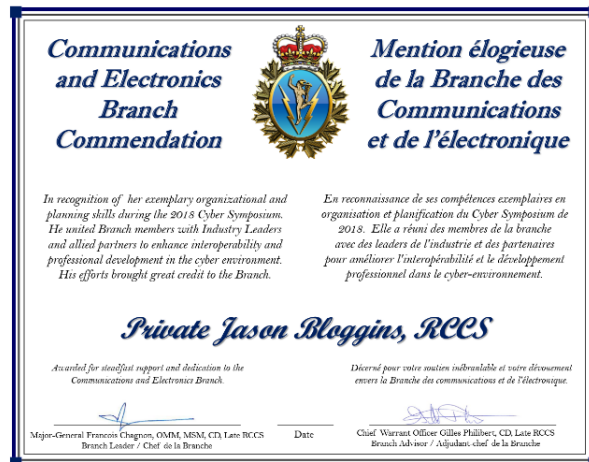 Communications
and Electronics
Branch
Commendation
Mention élogieuse
de la Branche des
Communications
et de l'électronique
In recognition of her exemplary organizational and
planning skills during the 2018 Cyber Symposium.
He united Branch members with Industry Leaders
and allied partners to enhance interoperability and
professional development in the cyber environment.
His efforts brought great credit to the Branch.
En reconnaissance de ses compétences exemplaires en
organisation et planification du Cyber Symposium de
2018. Elle a réuni des membres de la branche
avec des leaders de l'industrie et des partenaires
pour améliorer l'interopérabilité et le développement
professionnel dans le cyber-environnement.
Private Jason Bloggins, RCCS
Awarded for steadfast support and dedication to the
Communications and Electronics Branch.
Décerné pour votre soutien inébranlable et votre dévouement
envers la Branche des communications et de l'électronique.
Major-General Francois Chagnon, OMM, MSM, CD, Late RCCS
Branch Leader / Chef de la Branche
Date
Chief Warrant Officer Gilles Philibert, CD, Late RCCS
Branch Advisor / Adjudant-chef de la Branche